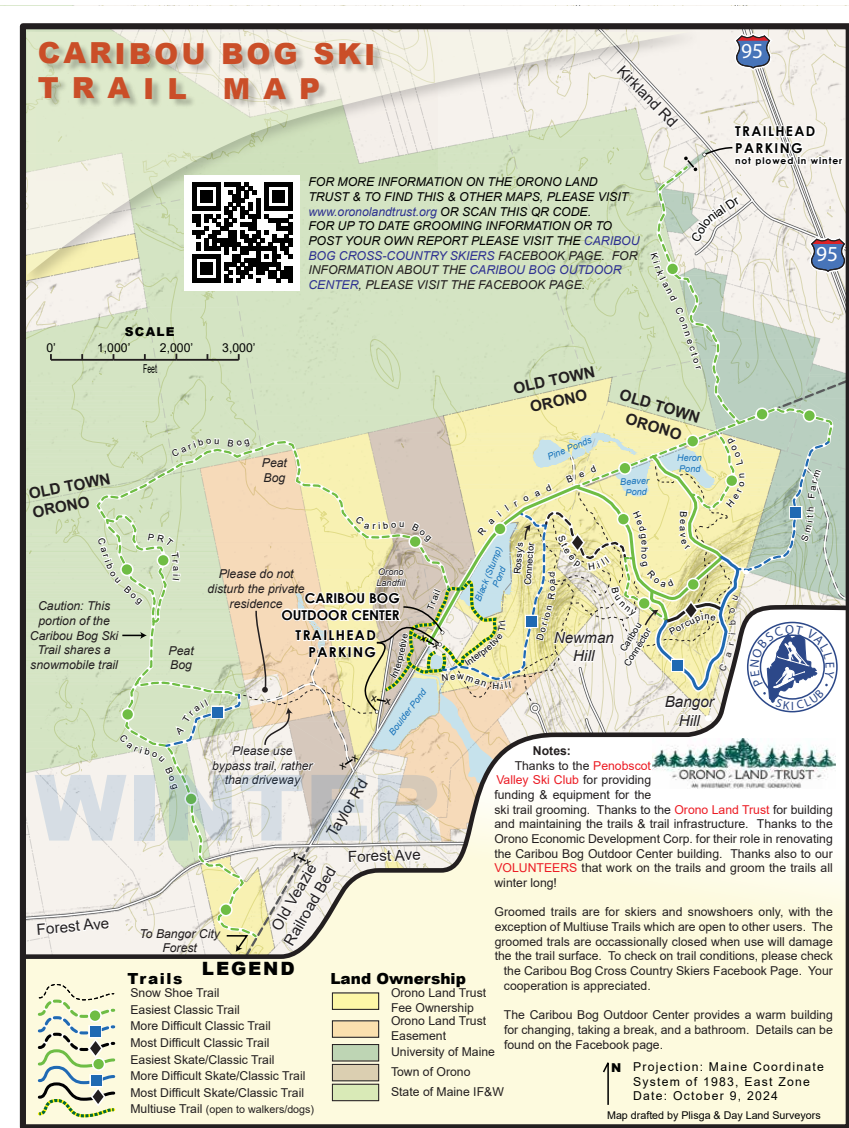 CARIBOU BOG SKI
TRAIL MAP
95
Kirkland Rd
TRAILHEAD
PARKING
not plowed in winter
Colonial Dr
95
FOR MORE INFORMATION ON THE ORONO LAND
TRUST & TO FIND THIS & OTHER MAPS, PLEASE VISIT
www.oronolandtrust.org OR SCAN THIS QR CODE.
FOR UP TO DATE GROOMING INFORMATION OR TO
POST YOUR OWN REPORT PLEASE VISIT THE CARIBOU
BOG CROSS-COUNTRY SKIERS FACEBOOK PAGE. FOR
INFORMATION ABOUT THE CARIBOU BOG OUTDOOR
CENTER, PLEASE VISIT THE FACEBOOK PAGE.
Kirkland Connector
SCALE
0' 1,000' 2,000' 3,000'
Feet
OLD TOWN
ORONO
OLD TOWN
ORONO
Pine Ponds
Heron
Pond
Beaver
Pond
Heron Loop
Smith Farm
Railroad Bed
Caribou Bog
Peat
Bog
OLD TOWN
ORONO
Caribou Bog
PRT Trail
Caribou Bog
Hedgehog Road
Beaver
Black (Stump)
Pond
Rossy's
Connector
Steep Hill
Bunny
Dorion Road
Orono
Landfill
Please do not
disturb the private
residence
CARIBOU BOG
OUTDOOR CENTER
TRAILHEAD
PARKING
Interpretive Trail
Interpretive Trl
Caution: This
portion of the
Caribou Bog Ski
Trail shares a
snowmobile trail
Peat
Bog
Newman
Hill
Caribou
Connector
Porcupine
Carigon
Newman Hill
Bangor
Hill
Boulder Pond
A Trail
Caribou Bog
Please use
bypass trail, rather
than driveway
PENOBSCOT VALLEY
SKI CLUB
WINTER
Taylor Rd
Forest Ave
Old Veazie
Railroad Bed
Forest Ave
To Bangor City
Forest
ORONO - LAND - TRUST
AN INVESTMENT FOR FUTURE GENERATIONS
Notes:
Thanks to the Penobscot
Valley Ski Club for providing
funding & equipment for the
ski trail grooming. Thanks to the Orono Land Trust for building
and maintaining the trails & trail infrastructure. Thanks to the
Orono Economic Development Corp. for their role in renovating
the Caribou Bog Outdoor Center building. Thanks also to our
VOLUNTEERS that work on the trails and groom the trails all
winter long!
Groomed trails are for skiers and snowshoers only, with the
exception of Multiuse Trails which are open to other users. The
groomed trals are occassionally closed when use will damage
the the trail surface. To check on trail conditions, please check
the Caribou Bog Cross Country Skiers Facebook Page. Your
cooperation is appreciated.
The Caribou Bog Outdoor Center provides a warm building
for changing, taking a break, and a bathroom. Details can be
found on the Facebook page.
N
Projection: Maine Coordinate
System of 1983, East Zone
Date: October 9, 2024
Map drafted by Plisga & Day Land Surveyors
LEGEND
Trails
Snow Shoe Trail
Easiest Classic Trail
More Difficult Classic Trail
Most Difficult Classic Trail
Easiest Skate/Classic Trail
More Difficult Skate/Classic Trail
Most Difficult Skate/Classic Trail
Multiuse Trail (open to walkers/dogs)
Land Ownership
Orono Land Trust
Fee Ownership
Orono Land Trust
Easement
University of Maine
Town of Orono
State of Maine IF&W